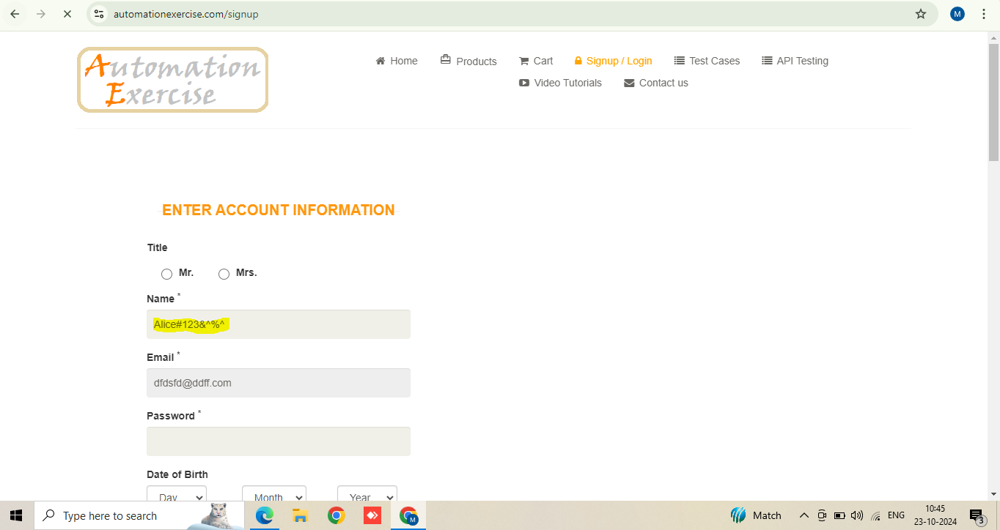 automationexercise.com/signup
M
Automation
Exercise
Home
Products
Cart
Signup / Login
Test Cases
API Testing
Video Tutorials
Contact us
ENTER ACCOUNT INFORMATION
Title
Mr.
Mrs.
Name *
Alice#123&^%^
Email *
dfdsfd@ddff.com
Password *
Date of Birth
Day
Month
Year
Type here to search
M
Match
ENG
10:45
23-10-2024
3